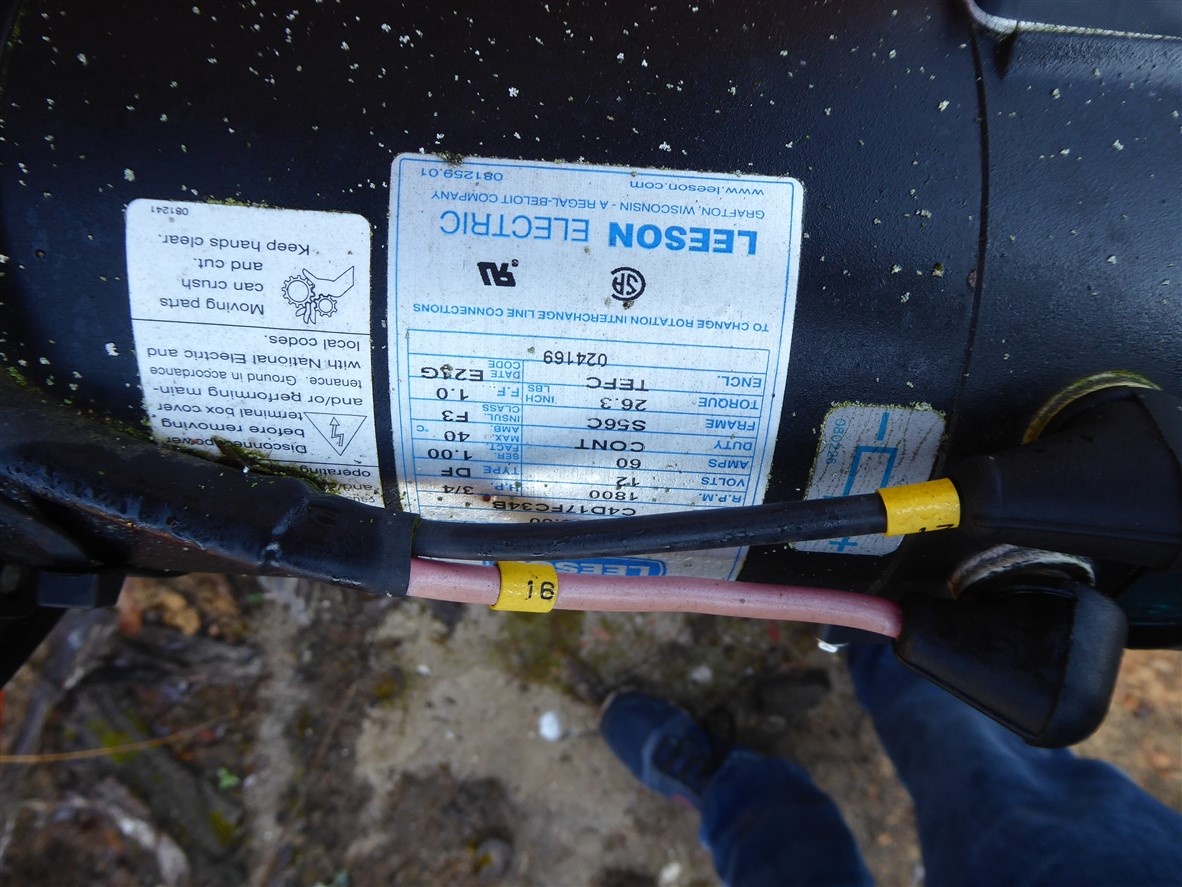 LEESON
C4D17FC34B
R.P.M. 1800 H.P. 3/4
VOLTS 12 TYPE DF
AMPS 60 SER. FACT. 1.00
DUTY CONT MAX. AMB. 40 °C
FRAME S56C INSUL. CLASS F3
TORQUE 26.3 INCH LBS F.F. 1.0
ENCL. TEFC DATE CODE
024169
TO CHANGE ROTATION INTERCHANGE LINE CONNECTIONS
SA
LEESON ELECTRIC
GRAFTON, WISCONSIN - A REGAL-BELOIT COMPANY
www.leeson.com 081259.01
operating
Disconnect power
before removing
terminal box cover
and/or performing main-
tenance. Ground in accordance
with National Electric and
local codes.
Moving parts
can crush
and cut.
Keep hands clear.
081241
+
-
16